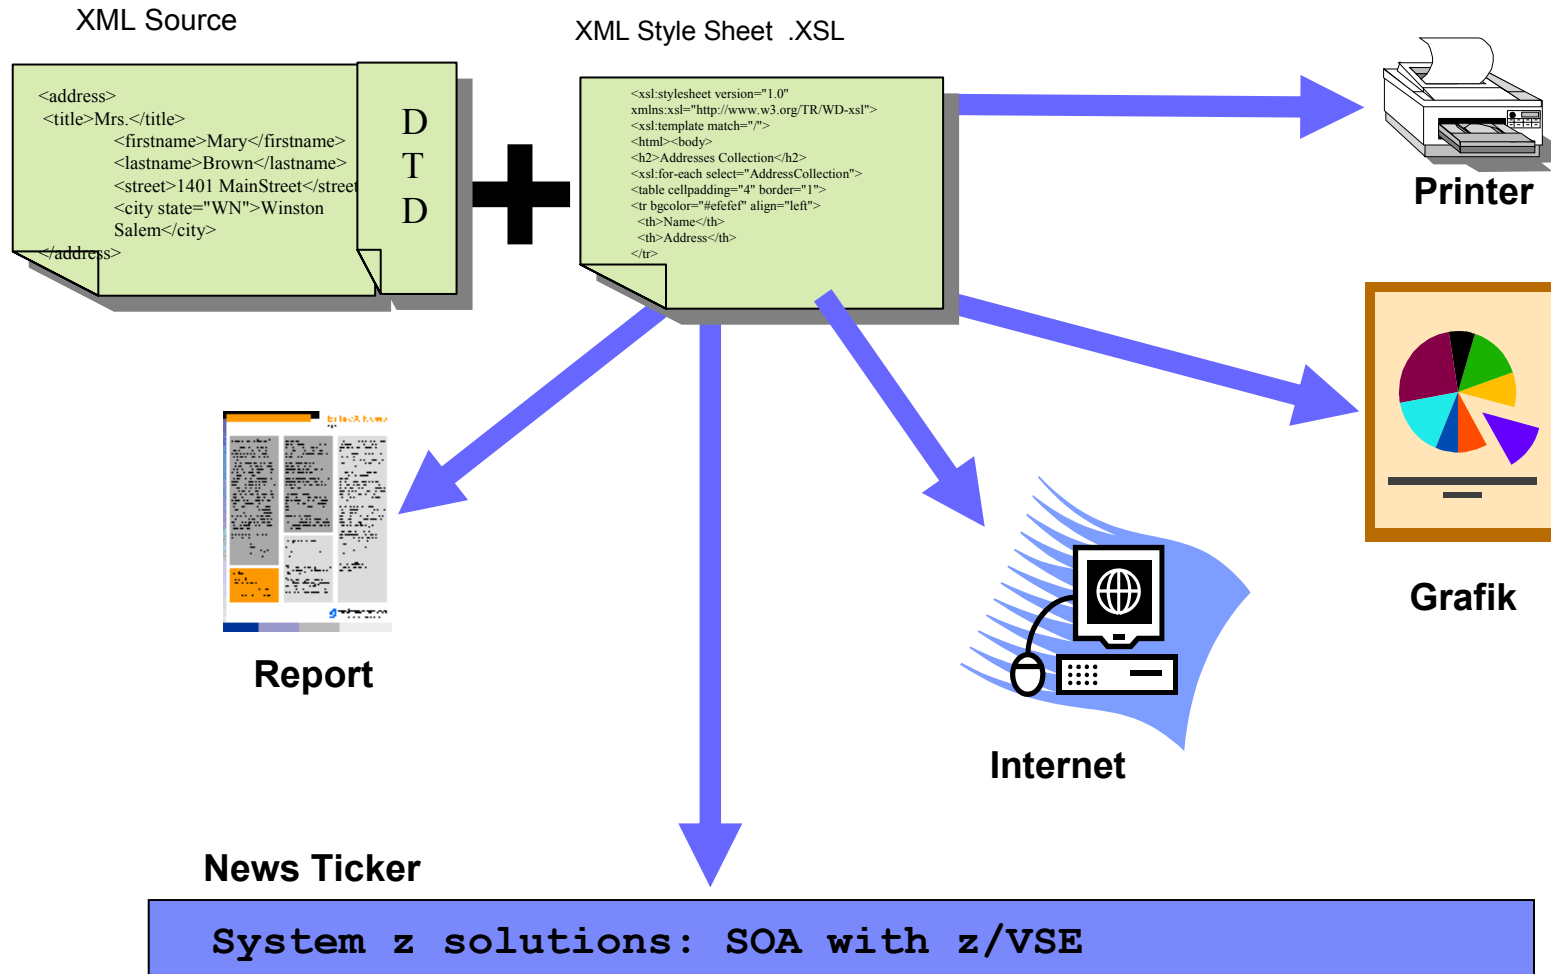 XML Source
XML Style Sheet .XSL
<address>
<title>Mrs.</title>
<firstname>Mary</firstname>
<lastname>Brown</lastname>
<street>1401 MainStreet</street
<city state="WN">Winston
Salem</city>
</address>
D
T
D
<xsl:stylesheet version="1.0"
xmlns:xsl="http://www.w3.org/TR/WD-xsl">
<xsl:template match="/">
<html><body>
<h2>Addresses Collection</h2>
<xsl:for-each select="AddressCollection">
<table cellpadding="4" border="1">
<tr bgcolor="#efefef" align="left">
<th>Name</th>
<th>Address</th>
</tr>
Printer
Grafik
Report
Internet
News Ticker
System z solutions: SOA with z/VSE